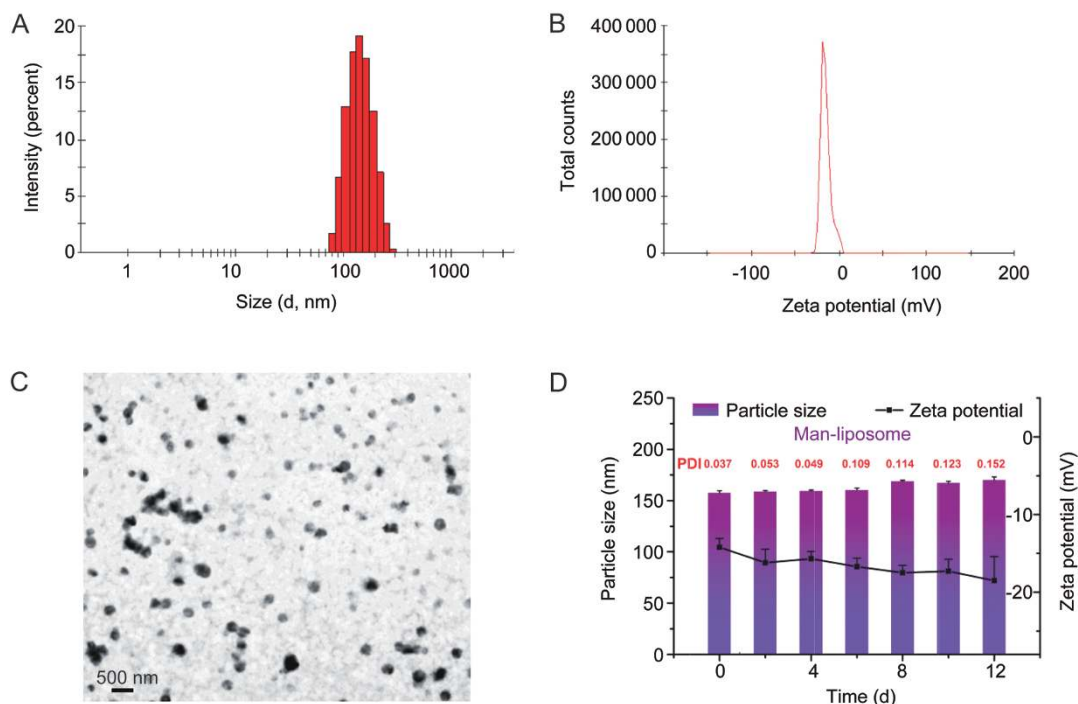 A
20
15
10
5
0
Intensity (percent)
1 10 100 1000
Size (d, nm)
B
400 000
300 000
200 000
100 000
0
Total counts
-100 0 100 200
Zeta potential (mV)
C
500 nm
D
250
200
150
100
50
0
Particle size (nm)
Particle size Zeta potential
Man-liposome
PDI 0.037 0.053 0.049 0.109 0.114 0.123 0.152
0
-10
-20
Zeta potential (mV)
0 4 8 12
Time (d)